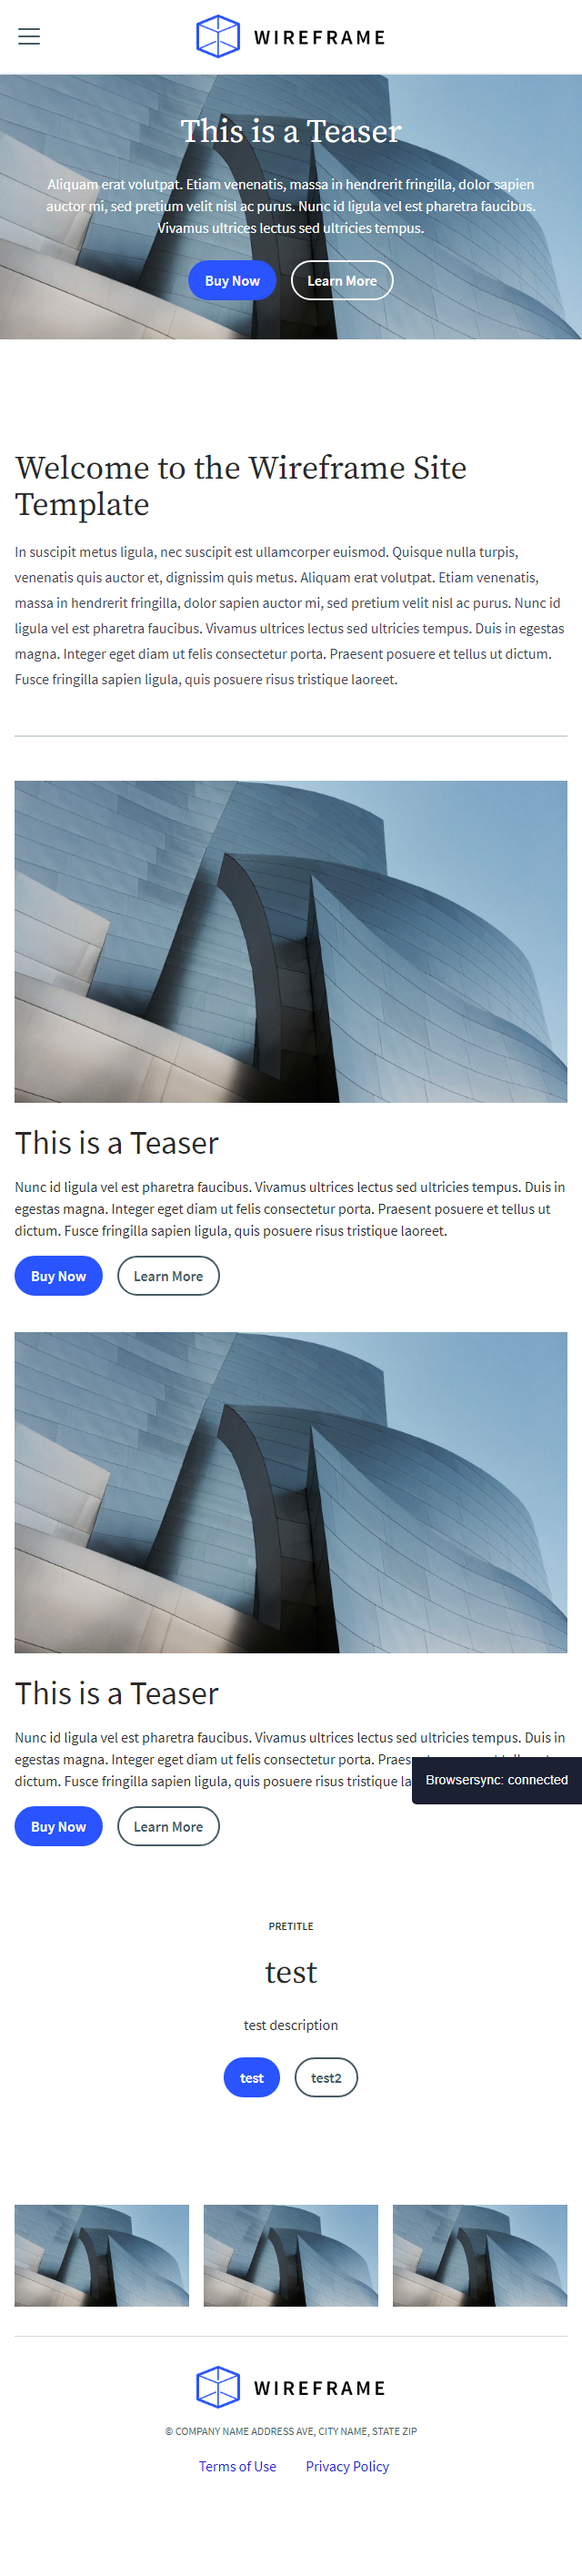 WIREFRAME
This is a Teaser
Aliquam erat volutpat. Etiam venenatis, massa in hendrerit fringilla, dolor sapien
auctor mi, sed pretium velit nisl ac purus. Nunc id ligula vel est pharetra faucibus.
Vivamus ultrices lectus sed ultricies tempus.
Buy Now Learn More
Welcome to the Wireframe Site
Template
In suscipit metus ligula, nec suscipit est ullamcorper euismod. Quisque nulla turpis,
venenatis quis auctor et, dignissim quis metus. Aliquam erat volutpat. Etiam venenatis,
massa in hendrerit fringilla, dolor sapien auctor mi, sed pretium velit nisl ac purus. Nunc id
ligula vel est pharetra faucibus. Vivamus ultrices lectus sed ultricies tempus. Duis in egestas
magna. Integer eget diam ut felis consectetur porta. Praesent posuere et tellus ut dictum.
Fusce fringilla sapien ligula, quis posuere risus tristique laoreet.
This is a Teaser
Nunc id ligula vel est pharetra faucibus. Vivamus ultrices lectus sed ultricies tempus. Duis in
egestas magna. Integer eget diam ut felis consectetur porta. Praesent posuere et tellus ut
dictum. Fusce fringilla sapien ligula, quis posuere risus tristique laoreet.
Buy Now Learn More
This is a Teaser
Nunc id ligula vel est pharetra faucibus. Vivamus ultrices lectus sed ultricies tempus. Duis in
egestas magna. Integer eget diam ut felis consectetur porta.
dictum. Fusce fringilla sapien ligula, quis posuere risus tristique
Browsersync: connected
Buy Now Learn More
PRETITLE
test
test description
test test2
WIREFRAME
© COMPANY NAME ADDRESS AVE, CITY NAME, STATE ZIP
Terms of Use Privacy Policy